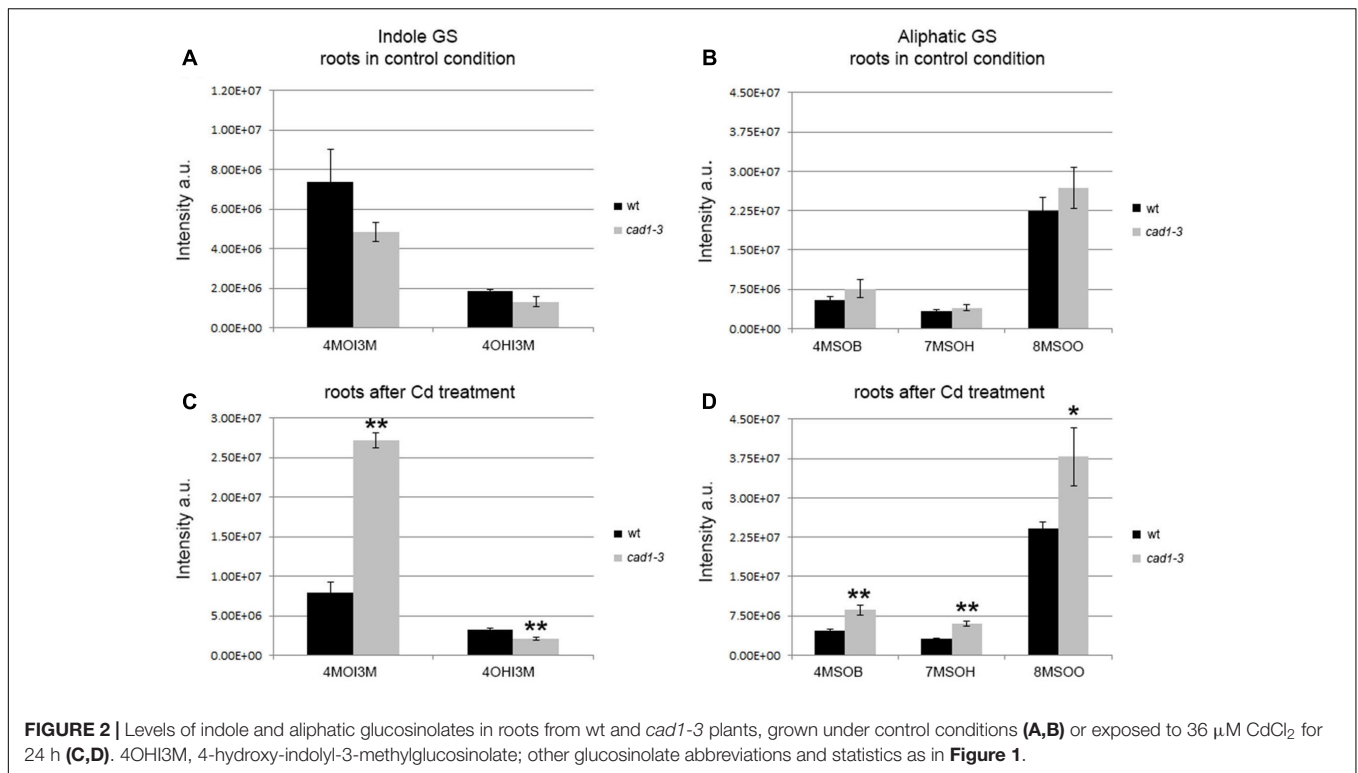 A
Indole GS
roots in control condition
Intensity a.u.
1.20E+07
1.00E+07
8.00E+06
6.00E+06
4.00E+06
2.00E+06
0.00E+00
4MOI3M
4OHI3M
wt
cad1-3
B
Aliphatic GS
roots in control condition
Intensity a.u.
4.50E+07
3.75E+07
3.00E+07
2.25E+07
1.50E+07
7.50E+06
0.00E+00
4MSOB
7MSOH
8MSOO
wt
cad1-3
C
roots after Cd treatment
Intensity a.u.
3.00E+07
2.50E+07
2.00E+07
1.50E+07
1.00E+07
5.00E+06
0.00E+00
**
**
4MOI3M
4OHI3M
wt
cad1-3
D
roots after Cd treatment
Intensity a.u.
4.50E+07
3.75E+07
3.00E+07
2.25E+07
1.50E+07
7.50E+06
0.00E+00
**
**
*
4MSOB
7MSOH
8MSOO
wt
cad1-3
FIGURE 2 | Levels of indole and aliphatic glucosinolates in roots from wt and cad1-3 plants, grown under control conditions (A,B) or exposed to 36 μM CdCl₂ for
24 h (C,D). 4OHI3M, 4-hydroxy-indolyl-3-methylglucosinolate; other glucosinolate abbreviations and statistics as in Figure 1.